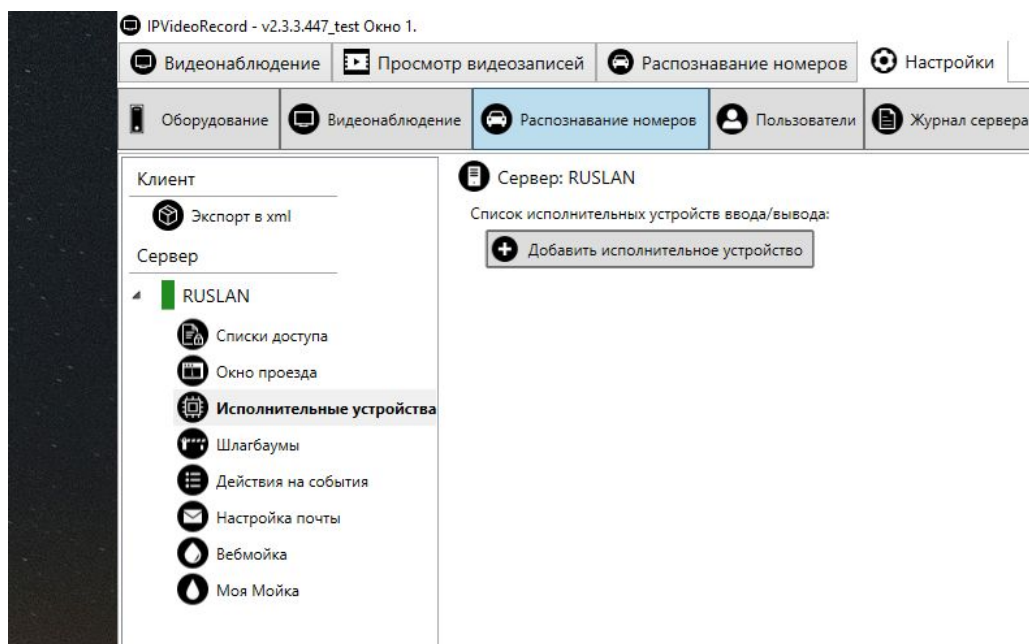 IPVideoRecord - v2.3.3.447_test Окно 1.
Видеонаблюдение Просмотр видеозаписей Распознавание номеров Настройки
Оборудование Видеонаблюдение Распознавание номеров Пользователи Журнал сервера
Клиент
Экспорт в xml
Сервер
RUSLAN
Списки доступа
Окно проезда
Исполнительные устройства
Шлагбаумы
Действия на события
Настройка почты
Вебмойка
Моя Мойка
Сервер: RUSLAN
Список исполнительных устройств ввода/вывода:
Добавить исполнительное устройство